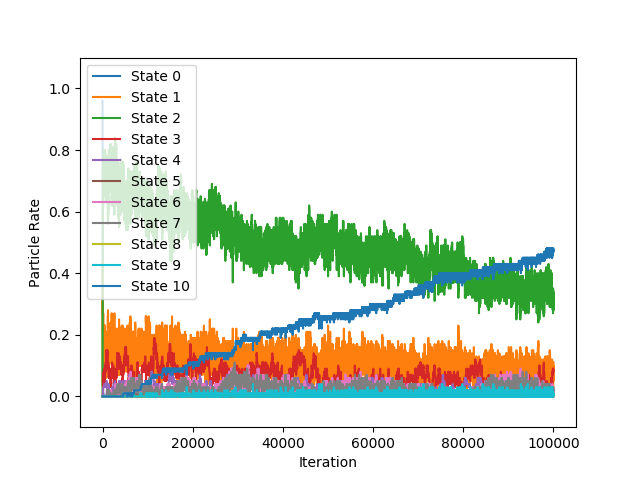 1.0
0.8
0.6
0.4
0.2
0.0
Particle Rate
State 0
State 1
State 2
State 3
State 4
State 5
State 6
State 7
State 8
State 9
State 10
0
20000
40000
60000
80000
100000
Iteration